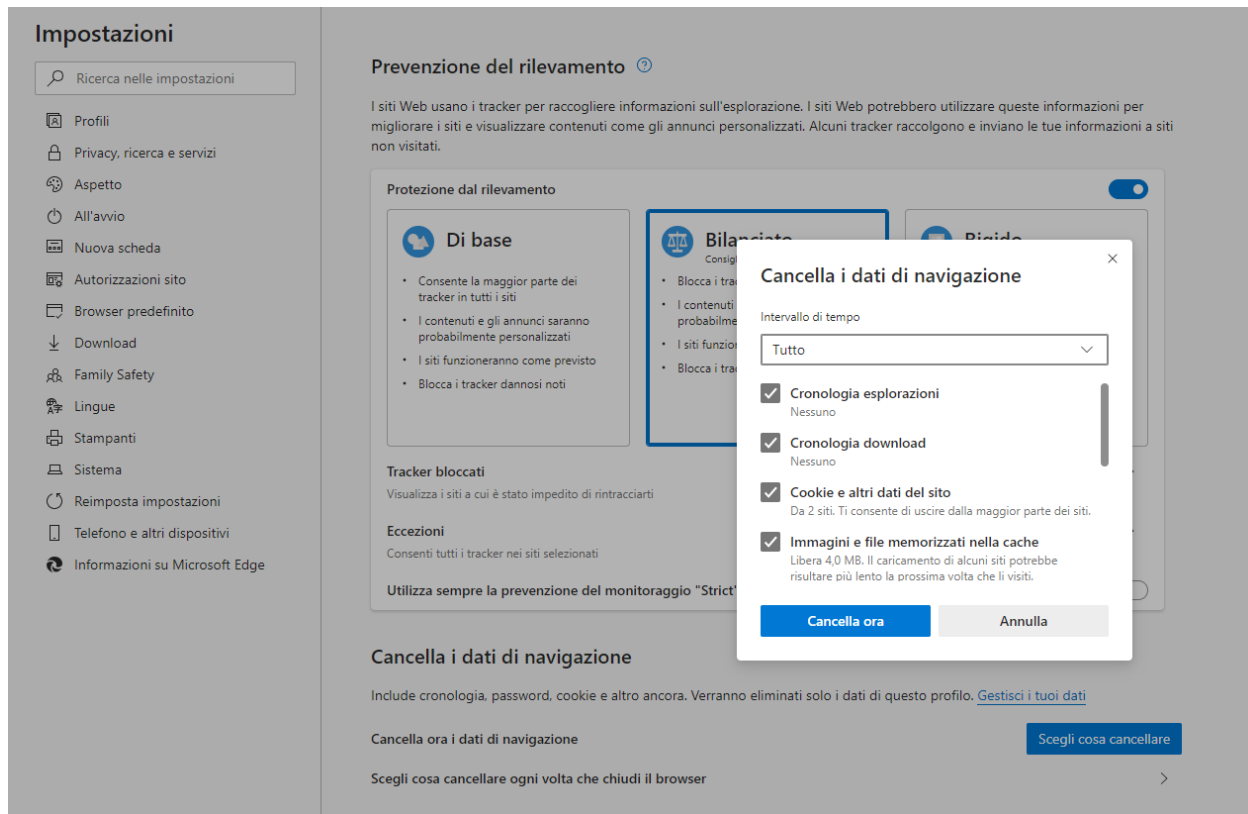 Impostazioni
Ricerca nelle impostazioni
Profili
Privacy, ricerca e servizi
Aspetto
All'avvio
Nuova scheda
Autorizzazioni sito
Browser predefinito
Download
Family Safety
Lingue
Stampanti
Sistema
Reimposta impostazioni
Telefono e altri dispositivi
Informazioni su Microsoft Edge
Prevenzione del rilevamento
I siti Web usano i tracker per raccogliere informazioni sull'esplorazione. I siti Web potrebbero utilizzare queste informazioni per
migliorare i siti e visualizzare contenuti come gli annunci personalizzati. Alcuni tracker raccolgono e inviano le tue informazioni a siti
non visitati.
Protezione dal rilevamento
Di base
Consente la maggior parte dei
tracker in tutti i siti
I contenuti e gli annunci saranno
probabilmente personalizzati
I siti funzioneranno come previsto
Blocca i tracker dannosi noti
Bilanciato
Blocca i
I contenuti
I siti
Blocca i
Rigido
Tracker bloccati
Visualizza i siti a cui è stato impedito di rintracciarti
Eccezioni
Consenti tutti i tracker nei siti selezionati
Utilizza sempre la prevenzione del monitoraggio "Strict"
Cancella i dati di navigazione
Intervallo di tempo
Tutto
Cronologia esplorazioni
Nessuno
Cronologia download
Nessuno
Cookie e altri dati del sito
Da 2 siti. Ti consente di uscire dalla maggior parte dei siti.
Immagini e file memorizzati nella cache
Libera 4,0 MB. Il caricamento di alcuni siti potrebbe
risultare più lento la prossima volta che li visiti.
Cancella ora
Annulla
Cancella i dati di navigazione
Include cronologia, password, cookie e altro ancora. Verranno eliminati solo i dati di questo profilo. Gestisci i tuoi dati
Cancella ora i dati di navigazione
Scegli cosa cancellare
Scegli cosa cancellare ogni volta che chiudi il browser